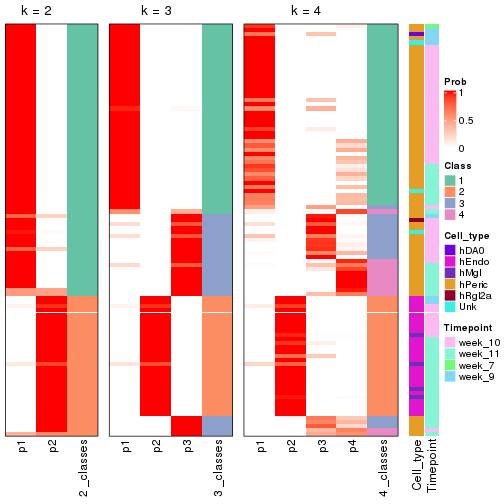 k = 2
k = 3
k = 4
Prob
1
0.5
0
Class
1
2
3
4
Cell_type
hDA0
hEndo
hMgl
hPeric
hRgl2a
Unk
Timepoint
week_10
week_11
week_7
week_9
p1
p2
2_classes
p1
p2
p3
3_classes
p1
p2
p3
p4
4_classes
Cell_type
Timepoint